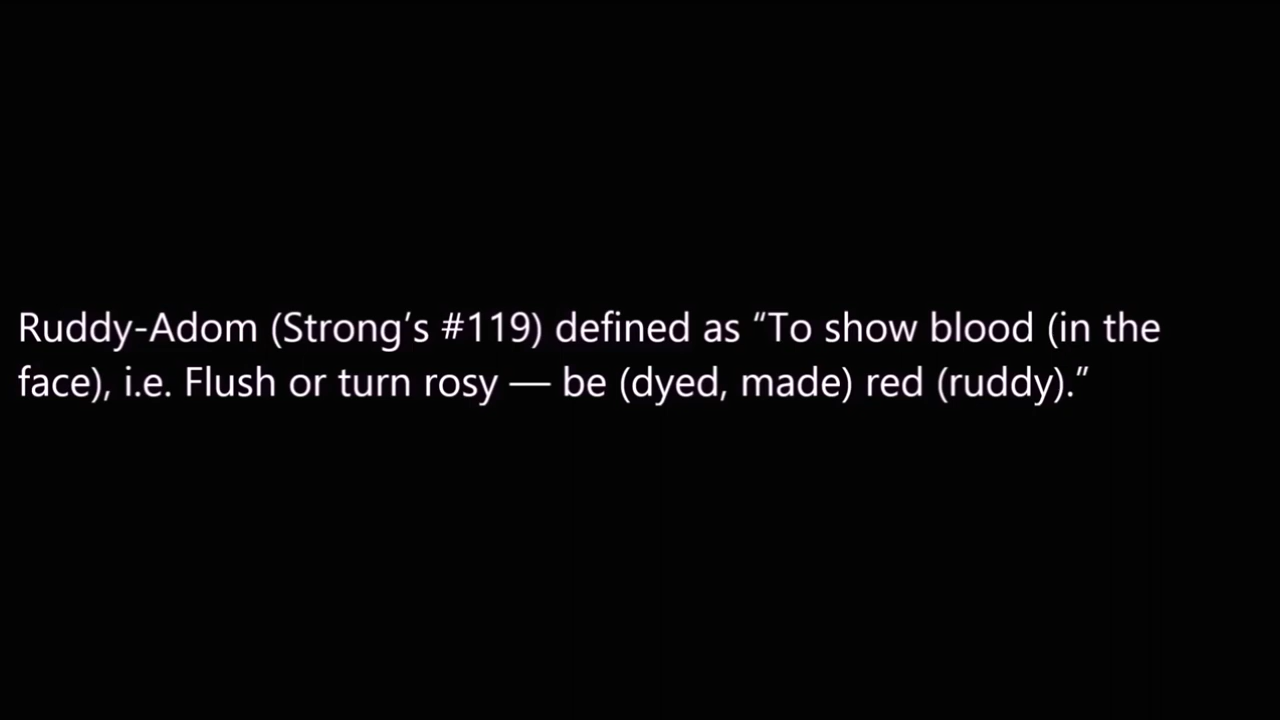 Ruddy-Adom (Strong’s #119) defined as “To show blood (in the
face), i.e. Flush or turn rosy — be (dyed, made) red (ruddy).”